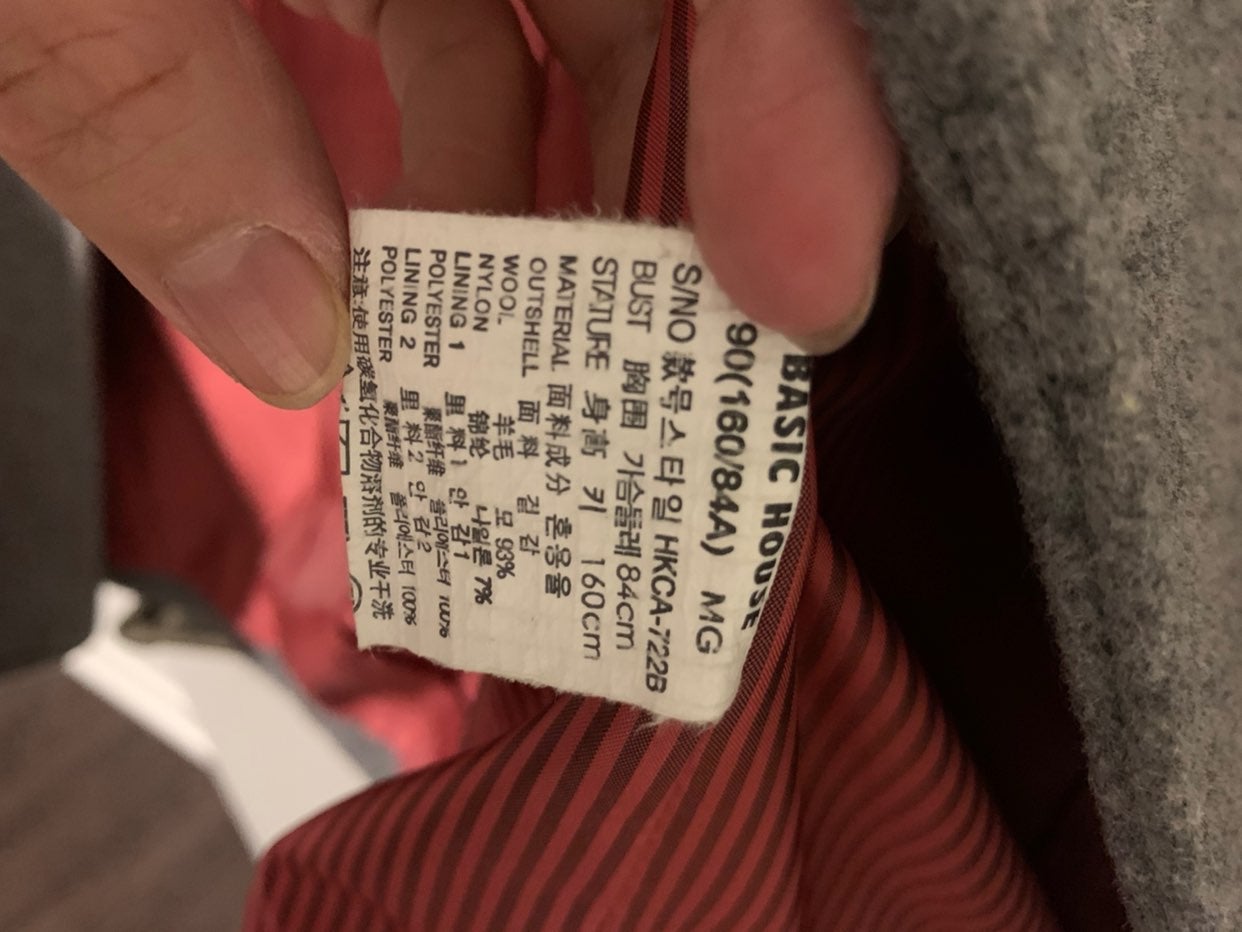 BASIC HOUSE
90(160/84A) MG
S/NO 款号 스타일 HKCA-722B
BUST 胸围 가슴둘레 84cm
STATURE 身高 키 160cm
MATERIAL 面料成分 혼용율
OUTSHELL 面料 겉감
WOOL 羊毛 모 93%
NYLON 锦纶 나일론 7%
LINING 1 里料1 안감1
POLYESTER 聚酯纤维 폴리에스터 100%
LINING 2 里料2 안감2
POLYESTER 聚酯纤维 폴리에스터 100%
注意:使用碳氢化合物溶剂的专业干洗